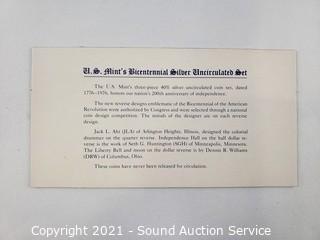 U.S. Mint's Bicentennial Silver Uncirculated Set
The U.S. Mint's three-piece 40% silver uncirculated coin set, dated
1776-1976, honors our nation's 200th anniversary of independence.
The new reverse designs emblematic of the Bicentennial of the American
Revolution were authorized by Congress and were selected through a national
coin design competition. The initials of the designer are on each reverse
design.
Jack L. Ahr (JLA) of Arlington Heights, Illinois, designed the colonial
drummer on the quarter reverse. Independence Hall on the half dollar
reverse is the work of Seth G. Huntington (SGH) of Minneapolis, Minnesota.
The Liberty Bell and moon on the dollar reverse is by Dennis R. Williams
(DRW) of Columbus, Ohio.
These coins have never been released for circulation.
Copyright 2021 - Sound Auction Service